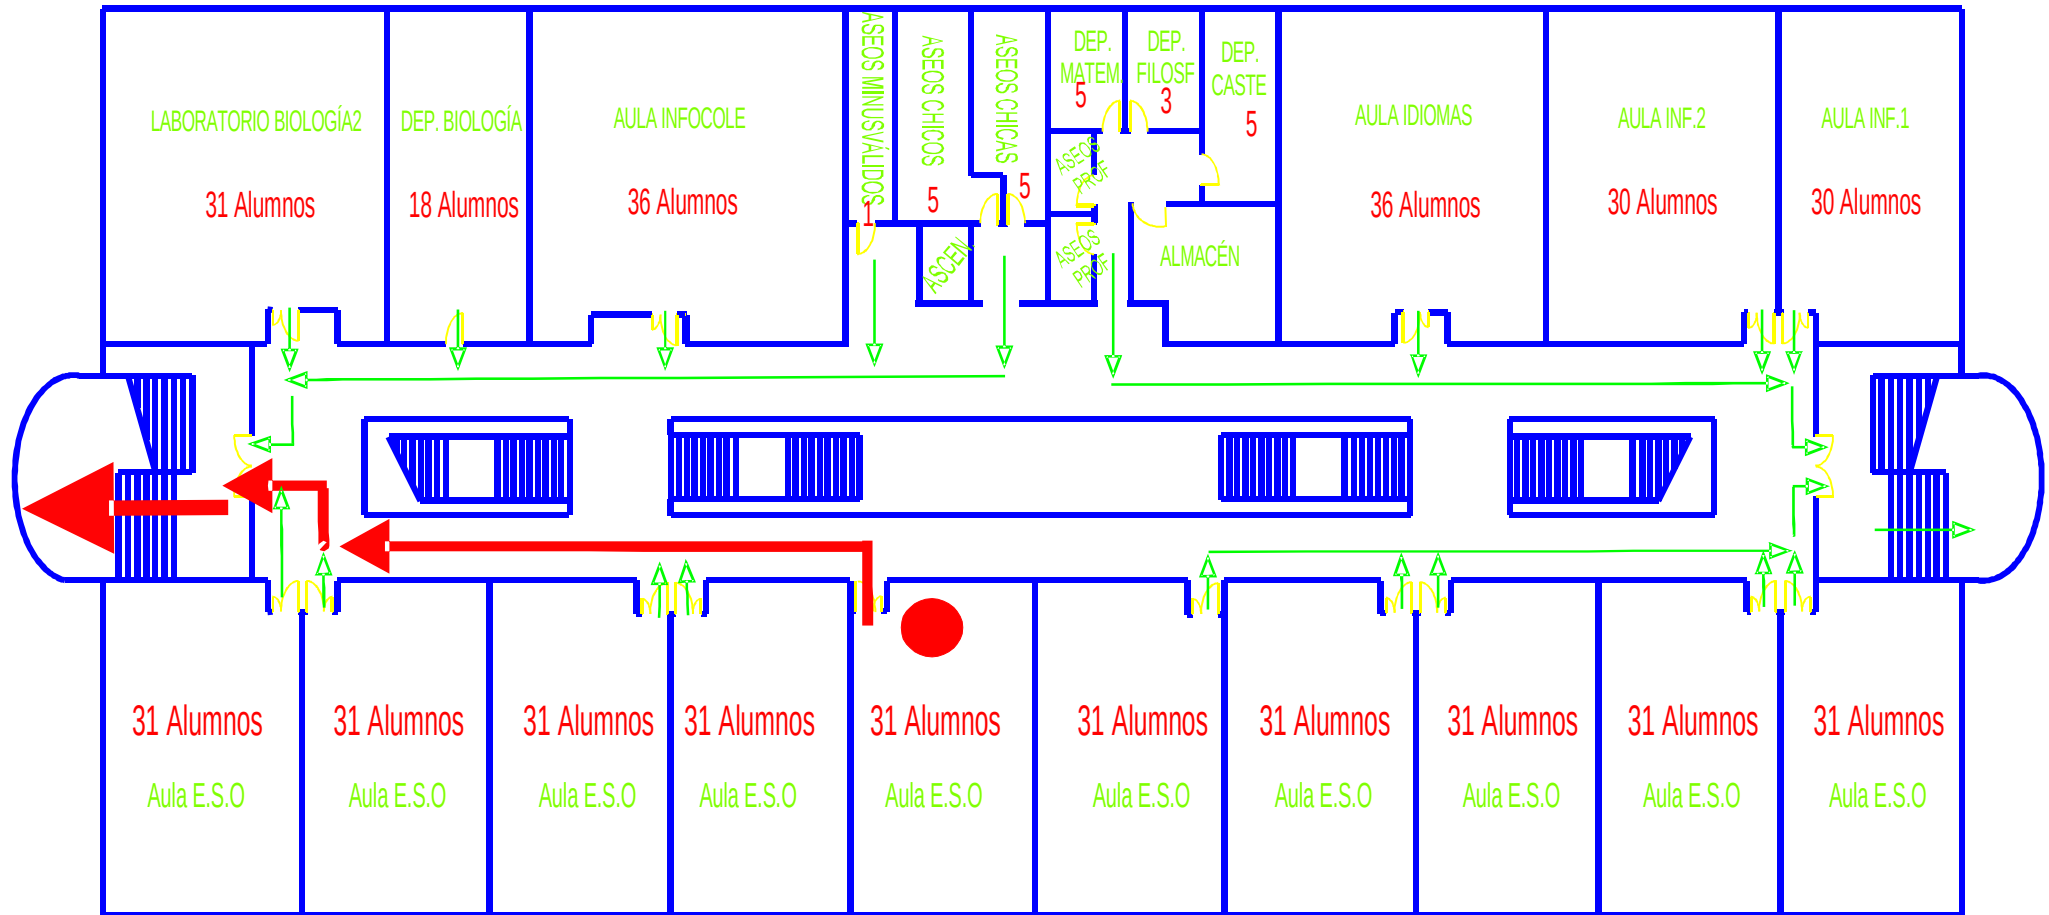 LABORATORIO BIOLOGÍA2
31 Alumnos
DEP. BIOLOGÍA
18 Alumnos
AULA INFOCOLE
36 Alumnos
ASEOS MINUSVÁLIDOS
1
ASEOS CHICOS
5
ASEOS CHICAS
5
ASCEN.
DEP.
MATEM.
5
DEP.
FILOSF
3
DEP.
CASTE
5
ASEOS
PROF
ASEOS
PROF
ALMACÉN
AULA IDIOMAS
36 Alumnos
AULA INF.2
30 Alumnos
AULA INF.1
30 Alumnos
31 Alumnos
Aula E.S.O
31 Alumnos
Aula E.S.O
31 Alumnos
Aula E.S.O
31 Alumnos
Aula E.S.O
31 Alumnos
Aula E.S.O
31 Alumnos
Aula E.S.O
31 Alumnos
Aula E.S.O
31 Alumnos
Aula E.S.O
31 Alumnos
Aula E.S.O
31 Alumnos
Aula E.S.O